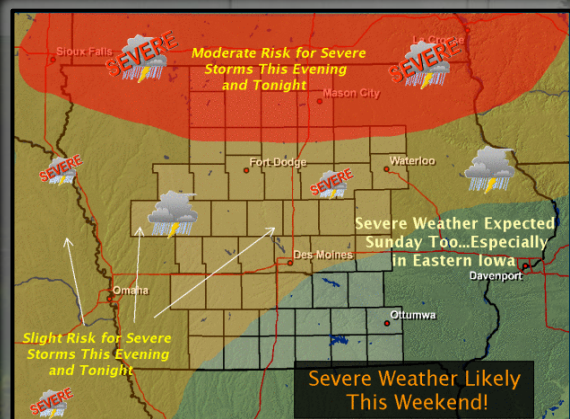 SEVERE
Moderate Risk for Severe
Storms This Evening
and Tonight
La Crosse
SEVERE
Sioux Falls
Mason City
SEVERE
Fort Dodge
SEVERE
Waterloo
Severe Weather Expected
Sunday Too...Especially
in Eastern Iowa
Des Moines
Davenport
Omaha
Ottumwa
Slight Risk for Severe
Storms This Evening
and Tonight
SEVERE
Severe Weather Likely
This Weekend!